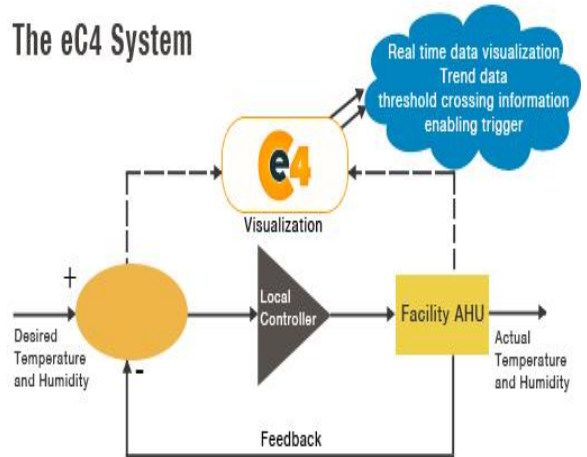 The eC4 System
Real time data visualization
Trend data
threshold crossing information
enabling trigger
e4
Visualization
+
Local
Controller
Facility AHU
Desired
Temperature
and Humidity
-
Actual
Temperature
and Humidity
Feedback